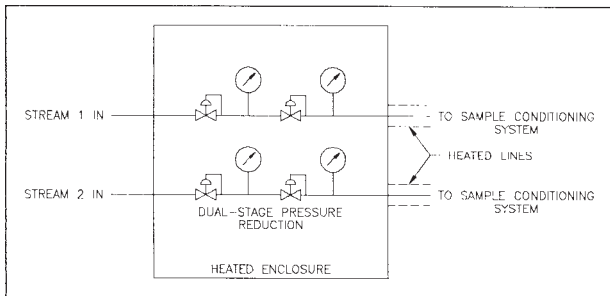 STREAM 1 IN
TO SAMPLE CONDITIONING
SYSTEM
HEATED LINES
STREAM 2 IN
TO SAMPLE CONDITIONING
SYSTEM
DUAL-STAGE PRESSURE
REDUCTION
HEATED ENCLOSURE